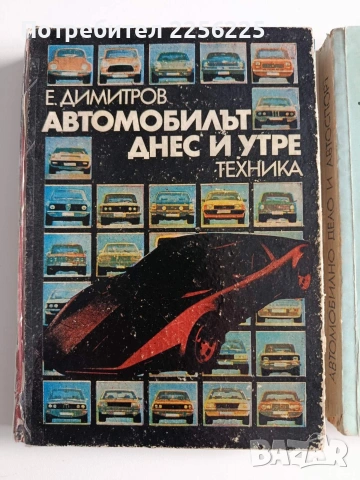 Потребител 2256225
Е. ДИМИТРОВ
АВТОМОБИЛЪТ
ДНЕС И УТРЕ
ТЕХНИКА
АВТОМОБИЛНО ДЕЛО И АВТОСПОРТ
bazar